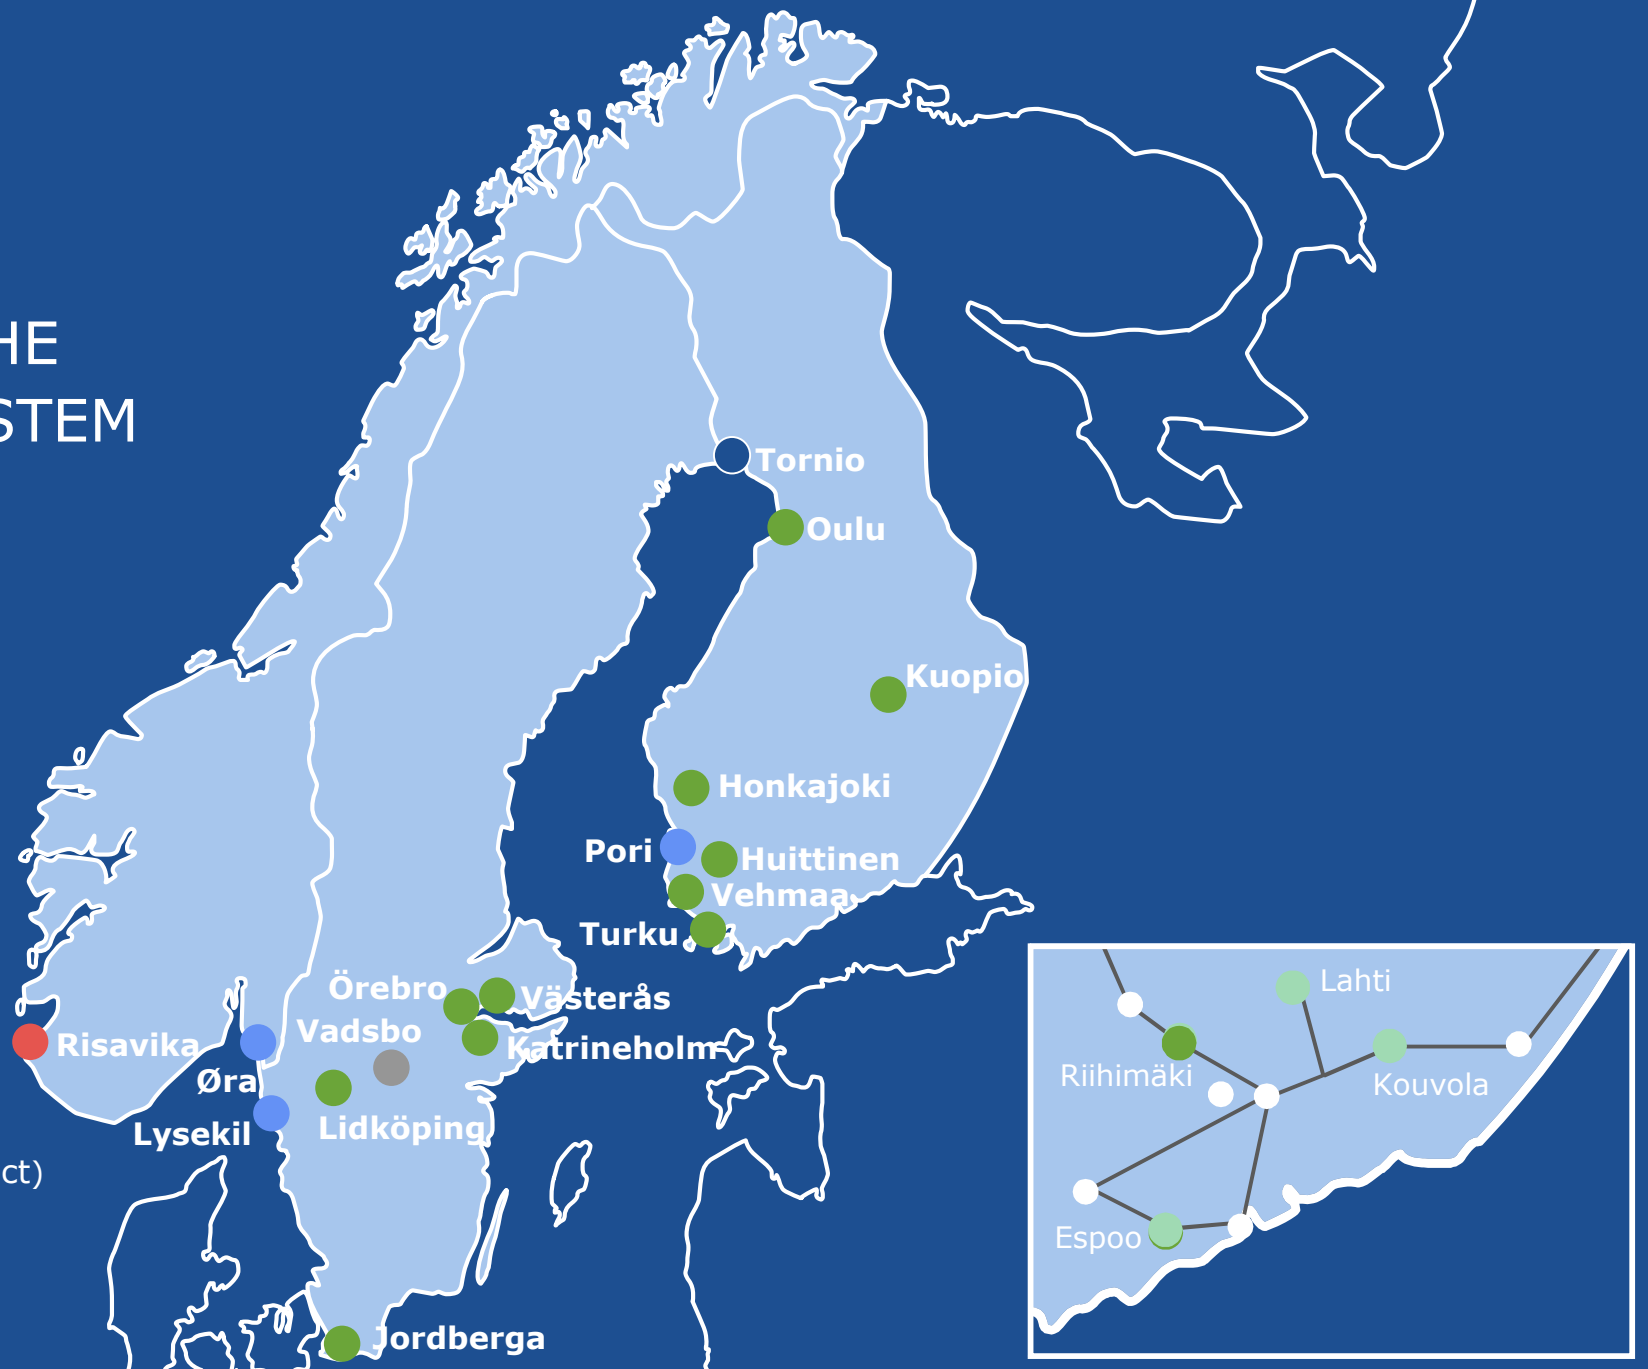 HE
STEM
Tornio
Oulu
Kuopio
Honkajoki
Pori
Huittinen
Vehmaa
Turku
Örebro
Västerås
Vadsbo
Katrineholm
Risavika
Øra
Lidköping
Lysekil
ct)
Jordberga
Lahti
Riihimäki
Kouvola
Espoo